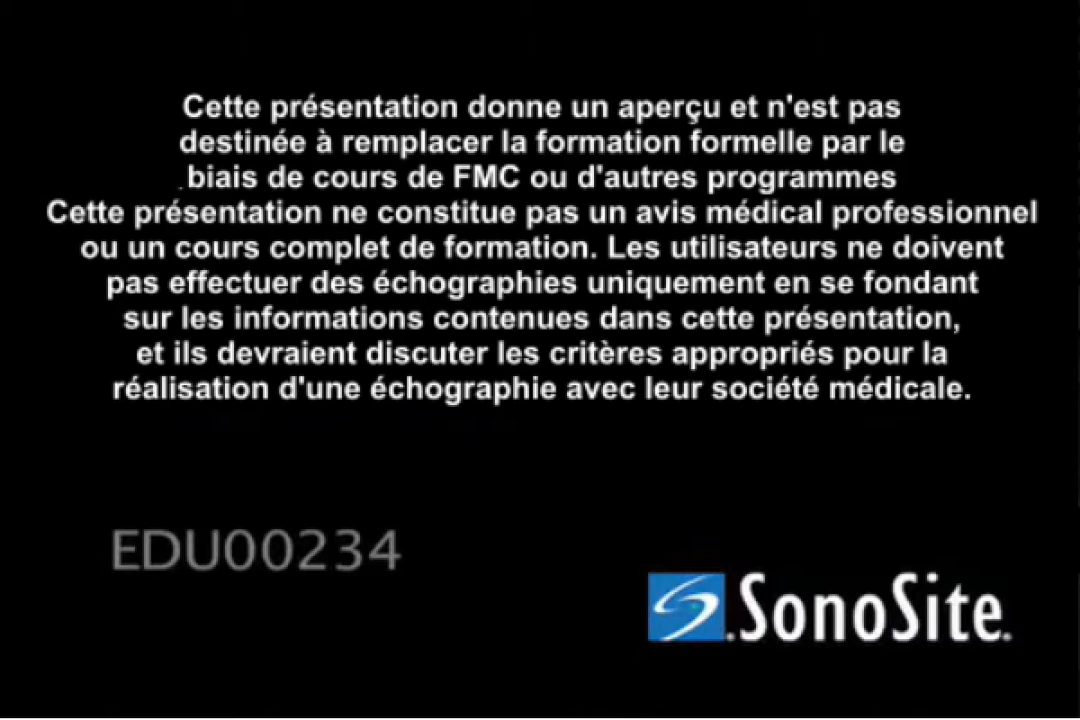 Cette présentation donne un aperçu et n'est pas
destinée à remplacer la formation formelle par le
biais de cours de FMC ou d'autres programmes
Cette présentation ne constitue pas un avis médical professionnel
ou un cours complet de formation. Les utilisateurs ne doivent
pas effectuer des échographies uniquement en se fondant
sur les informations contenues dans cette présentation,
et ils devraient discuter les critères appropriés pour la
réalisation d'une échographie avec leur société médicale.
EDU00234
SonoSite.